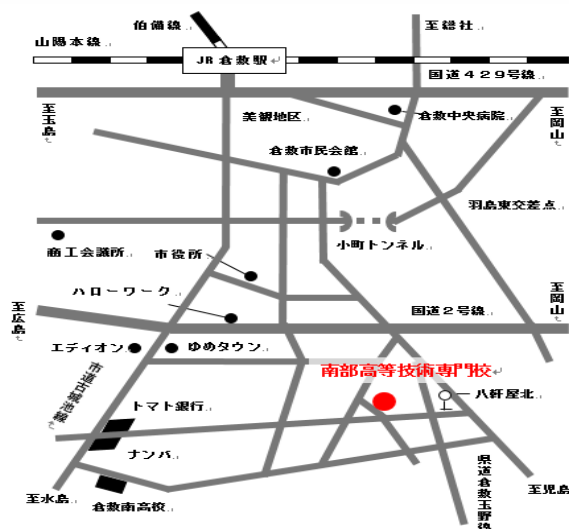 伯備線
至総社
山陽本線
JR倉敷駅
国道429号線
至玉島
美観地区
倉敷中央病院
至岡山
倉敷市民会館
羽島東交差点
小町トンネル
商工会議所
市役所
ハローワーク
至広島
国道2号線
至岡山
エディオン
ゆめタウン
南部高等技術専門校
市道古城池線
トマト銀行
八軒屋北
ナンバ
県道倉敷玉野線
至水島
倉敷南高校
至児島